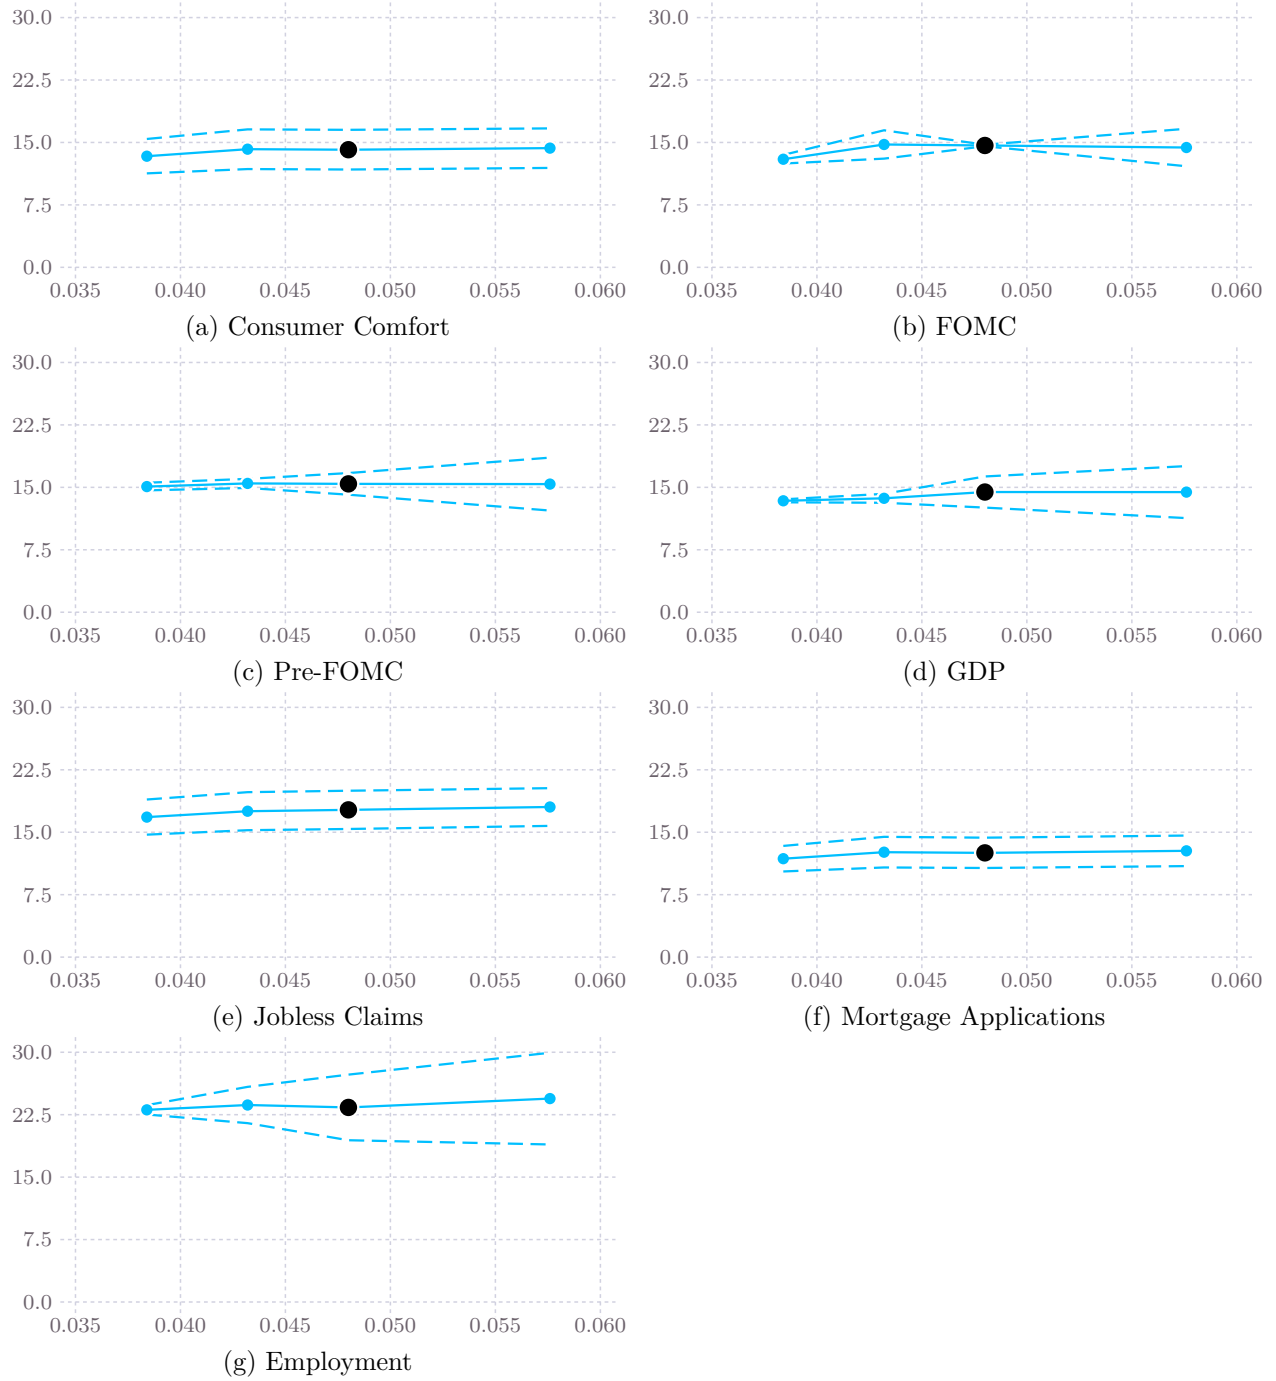 30.0 30.0
22.5 22.5
15.0 15.0
7.5 7.5
0.0 0.0
0.035 0.040 0.045 0.050 0.055 0.060 0.035 0.040 0.045 0.050 0.055 0.060
(a) Consumer Comfort (b) FOMC
30.0 30.0
22.5 22.5
15.0 15.0
7.5 7.5
0.0 0.0
0.035 0.040 0.045 0.050 0.055 0.060 0.035 0.040 0.045 0.050 0.055 0.060
(c) Pre-FOMC (d) GDP
30.0 30.0
22.5 22.5
15.0 15.0
7.5 7.5
0.0 0.0
0.035 0.040 0.045 0.050 0.055 0.060 0.035 0.040 0.045 0.050 0.055 0.060
(e) Jobless Claims (f) Mortgage Applications
30.0
22.5
15.0
7.5
0.0
0.035 0.040 0.045 0.050 0.055 0.060
(g) Employment